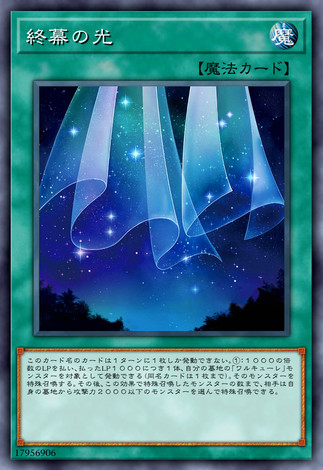 終幕の光
魔
【魔法カード】
このカード名のカードは1ターンに1枚しか発動できない。①:1000の倍
数のLPを払い、払ったLP1000につき1体、自分の墓地の「ワルキューレ」モ
ンスターを対象として発動できる(同名カードは1枚まで)。そのモンスターを
特殊召喚する。その後、この効果で特殊召喚したモンスターの数まで、相手は自
身の墓地から攻撃力2000以下のモンスターを選んで特殊召喚できる。
17956906